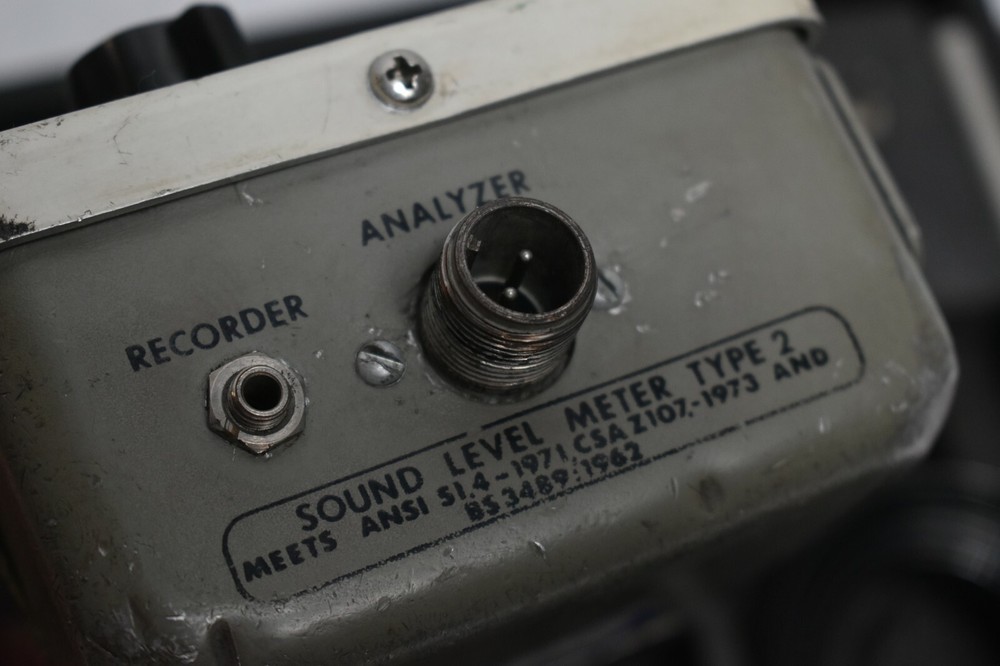 ANALYZER
RECORDER
SOUND LEVEL METER TYPE 2
MEETS ANSI S1.4-1971, CSA Z107.-1973 AND
BS 3489:1962